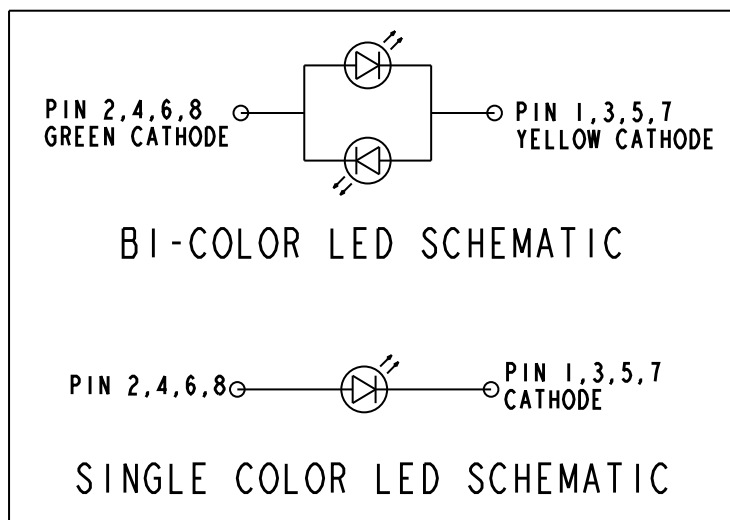 PIN 2,4,6,8
GREEN CATHODE
PIN 1,3,5,7
YELLOW CATHODE
BI-COLOR LED SCHEMATIC
PIN 2,4,6,8
PIN 1,3,5,7
CATHODE
SINGLE COLOR LED SCHEMATIC